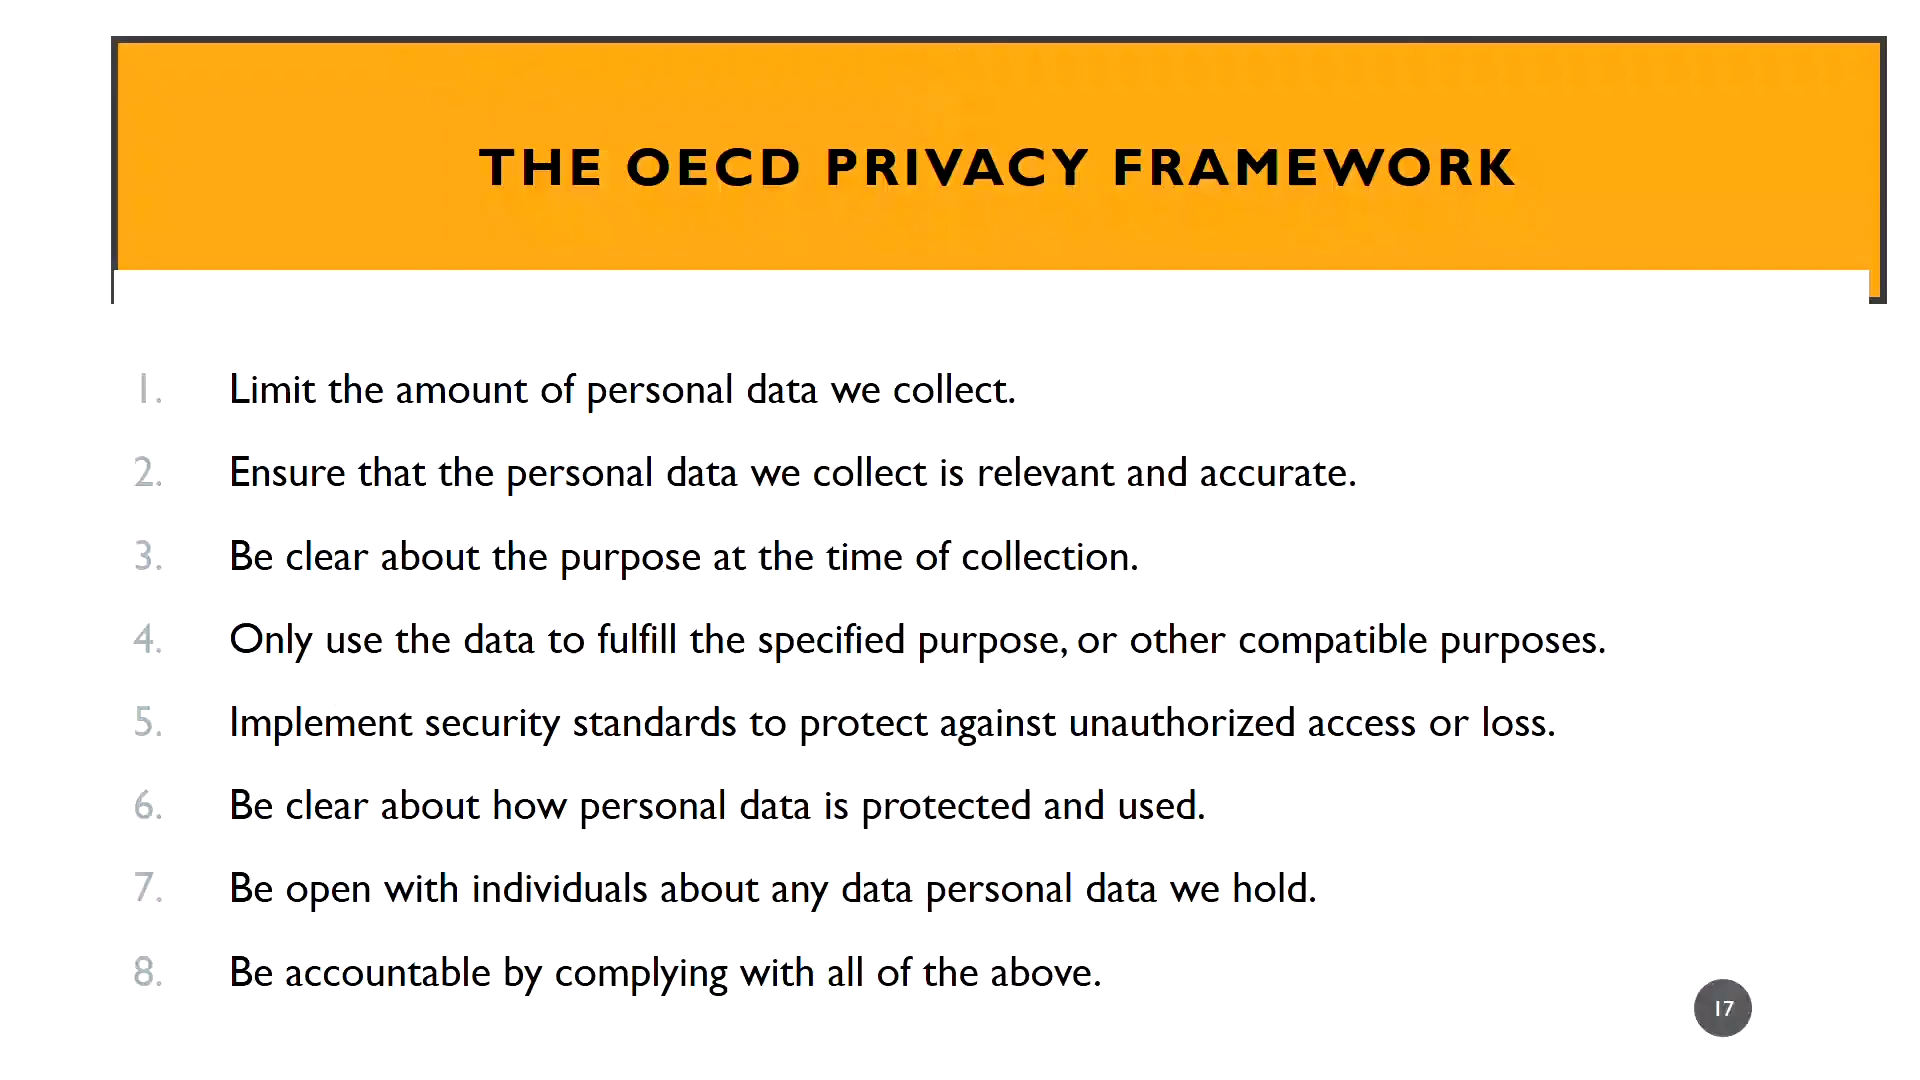 THE OECD PRIVACY FRAMEWORK
1. Limit the amount of personal data we collect.
2. Ensure that the personal data we collect is relevant and accurate.
3. Be clear about the purpose at the time of collection.
4. Only use the data to fulfill the specified purpose, or other compatible purposes.
5. Implement security standards to protect against unauthorized access or loss.
6. Be clear about how personal data is protected and used.
7. Be open with individuals about any data personal data we hold.
8. Be accountable by complying with all of the above.
17